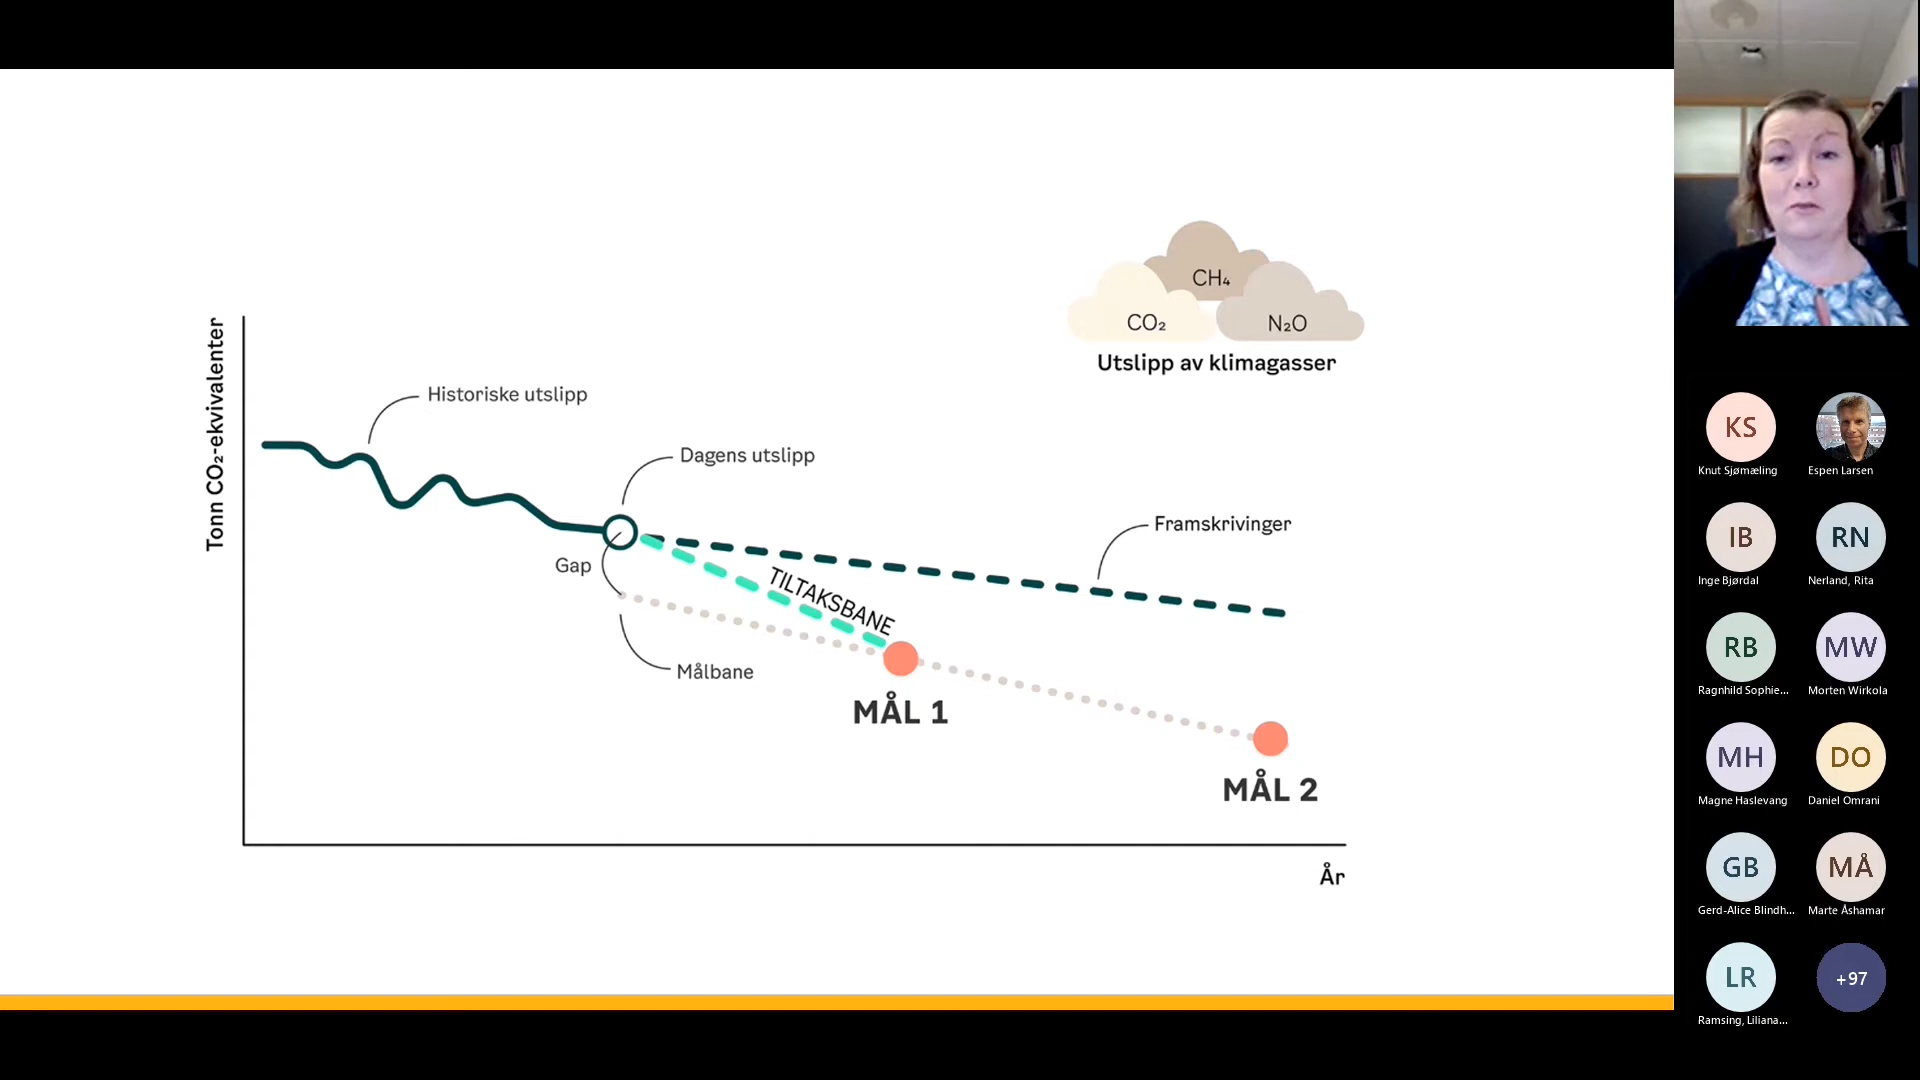 CH₄
CO₂
N₂O
Utslipp av klimagasser
Tonn CO₂-ekvivalenter
Historiske utslipp
Dagens utslipp
Framskrivinger
Gap
TILTAKSBANE
Målbane
MÅL 1
MÅL 2
År
KS
Knut Sjømæling
Espen Larsen
IB
Inge Bjørdal
RN
Nerland, Rita
RB
Ragnhild Sophie...
MW
Morten Wirkola
MH
Magne Haslevang
DO
Daniel Omrani
GB
Gerd-Alice Blindh...
MÅ
Marte Åshamar
LR
Ramsing, Liliana...
+97